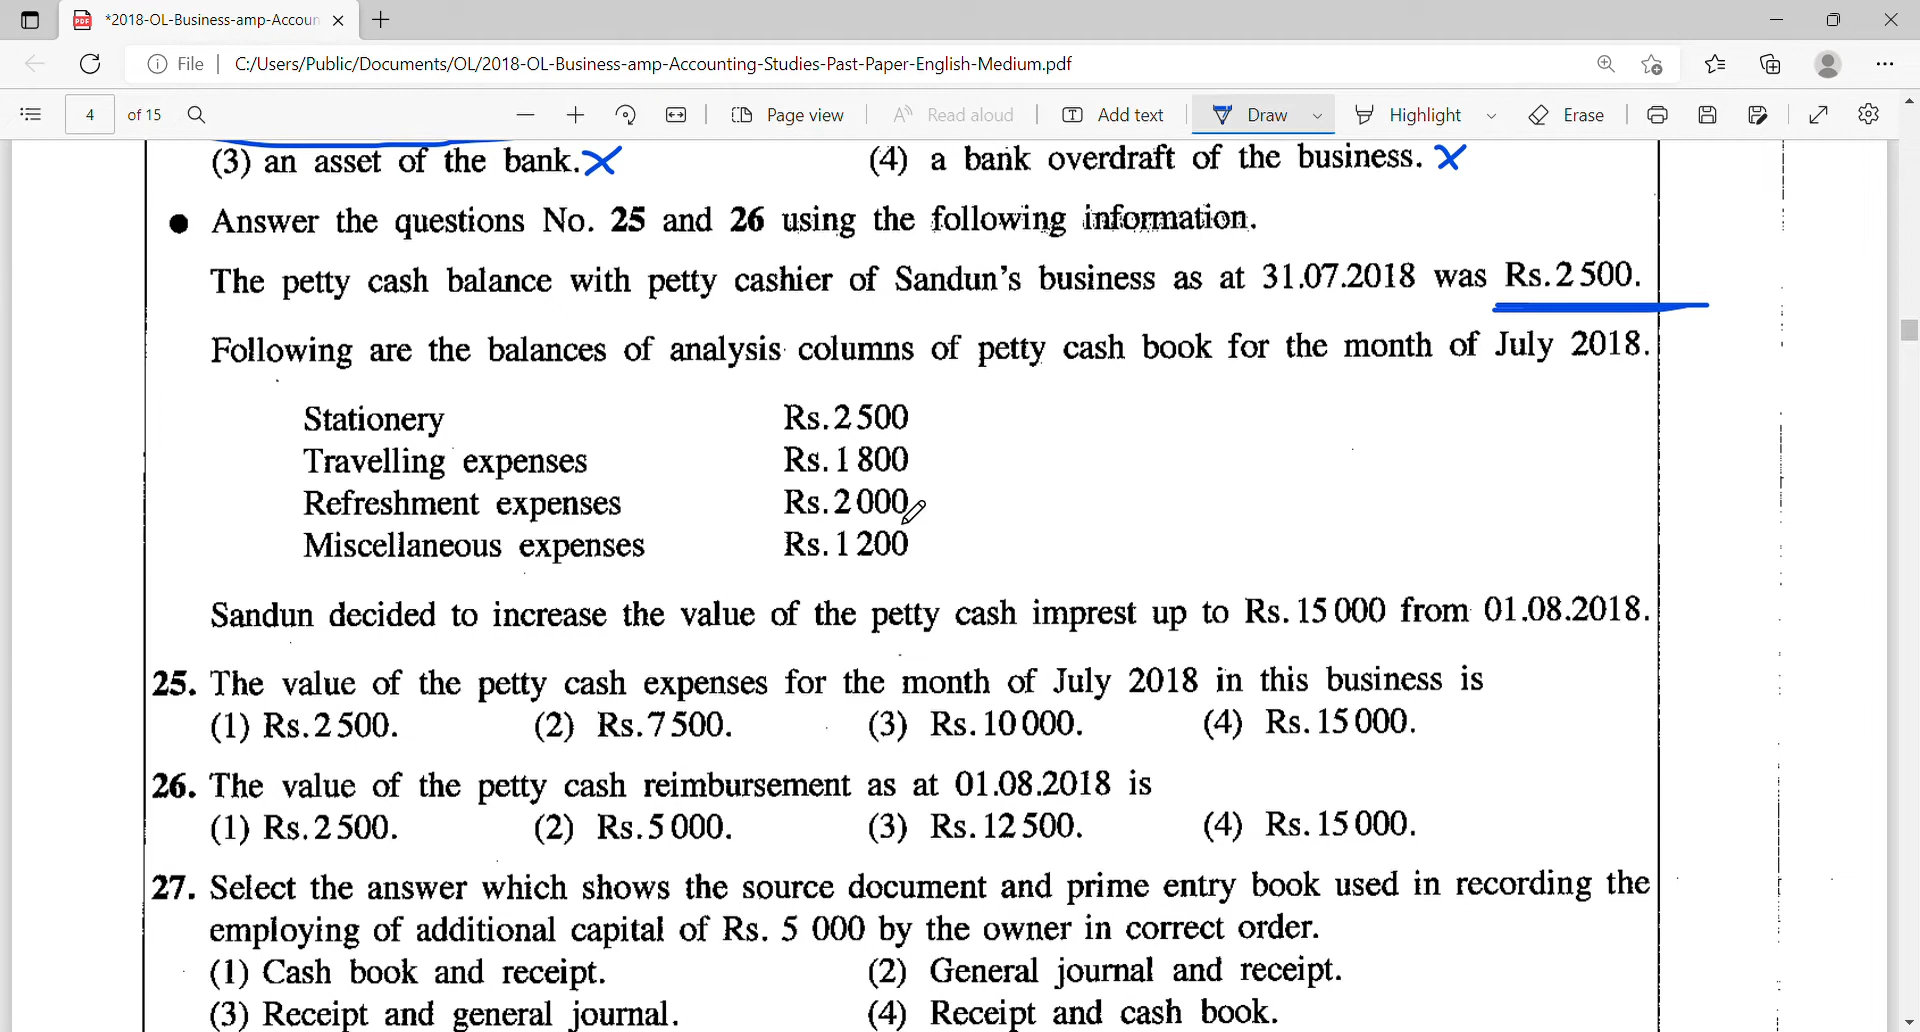 *2018-OL-Business-amp-Accoun
File
C:/Users/Public/Documents/OL/2018-OL-Business-amp-Accounting-Studies-Past-Paper-English-Medium.pdf
4 of 15
Page view
Read aloud
Add text
Draw
Highlight
Erase
(3) an asset of the bank. X (4) a bank overdraft of the business. X
● Answer the questions No. 25 and 26 using the following information.
The petty cash balance with petty cashier of Sandun's business as at 31.07.2018 was Rs. 2 500.
Following are the balances of analysis columns of petty cash book for the month of July 2018.
Stationery Rs. 2 500
Travelling expenses Rs. 1 800
Refreshment expenses Rs. 2 000
Miscellaneous expenses Rs. 1 200
Sandun decided to increase the value of the petty cash imprest up to Rs. 15 000 from 01.08.2018.
25. The value of the petty cash expenses for the month of July 2018 in this business is
(1) Rs. 2 500. (2) Rs. 7 500. (3) Rs. 10 000. (4) Rs. 15 000.
26. The value of the petty cash reimbursement as at 01.08.2018 is
(1) Rs. 2 500. (2) Rs. 5 000. (3) Rs. 12 500. (4) Rs. 15 000.
27. Select the answer which shows the source document and prime entry book used in recording the
employing of additional capital of Rs. 5 000 by the owner in correct order.
(1) Cash book and receipt. (2) General journal and receipt.
(3) Receipt and general journal. (4) Receipt and cash book.